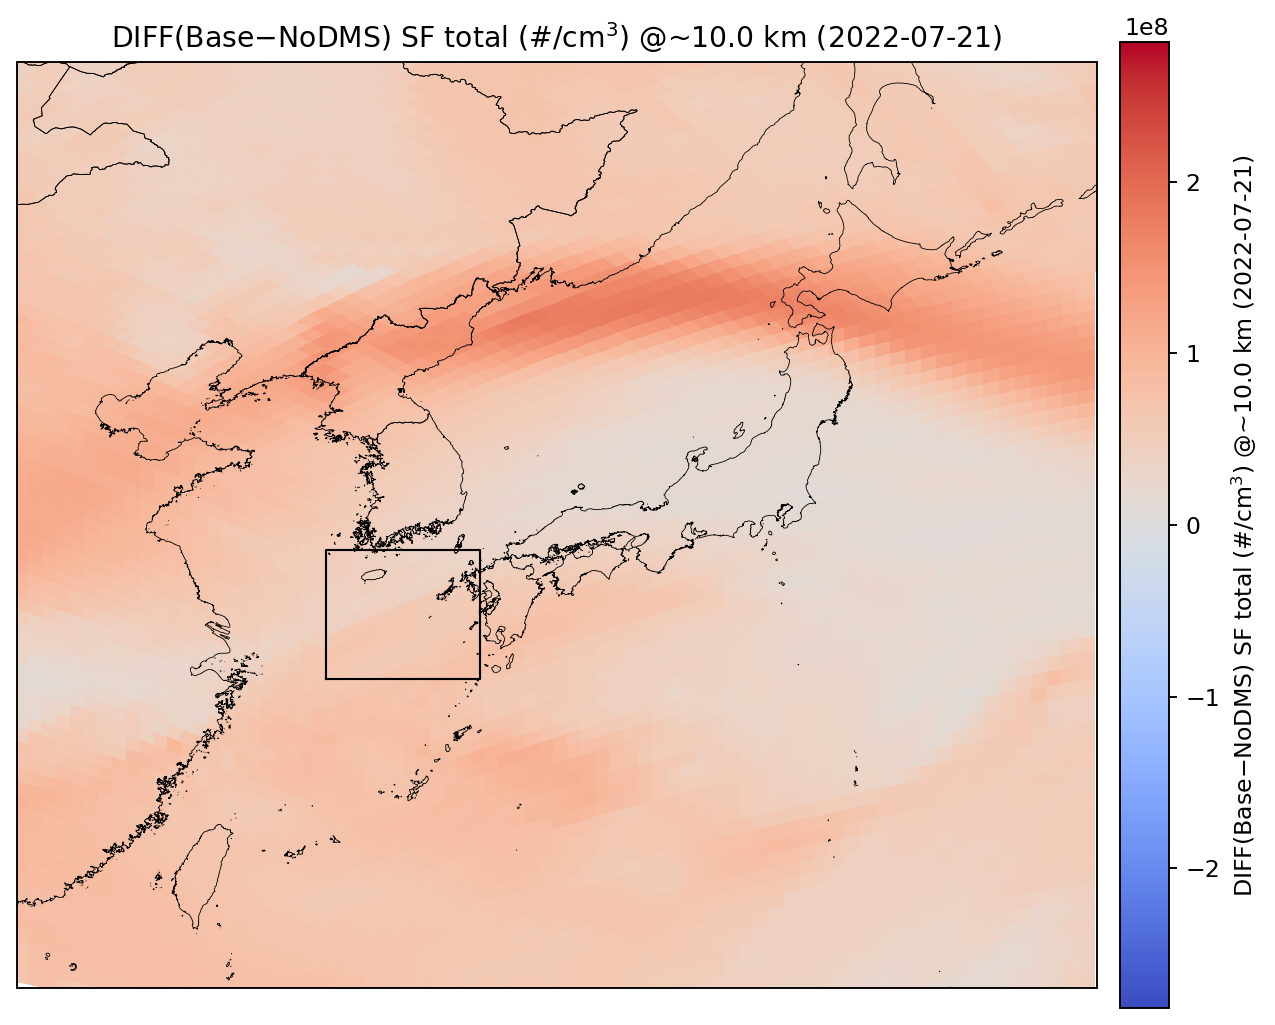 DIFF(Base−NoDMS) SF total (#/cm³) @~10.0 km (2022-07-21)
1e8
2
1
0
−1
−2
DIFF(Base−NoDMS) SF total (#/cm³) @~10.0 km (2022-07-21)